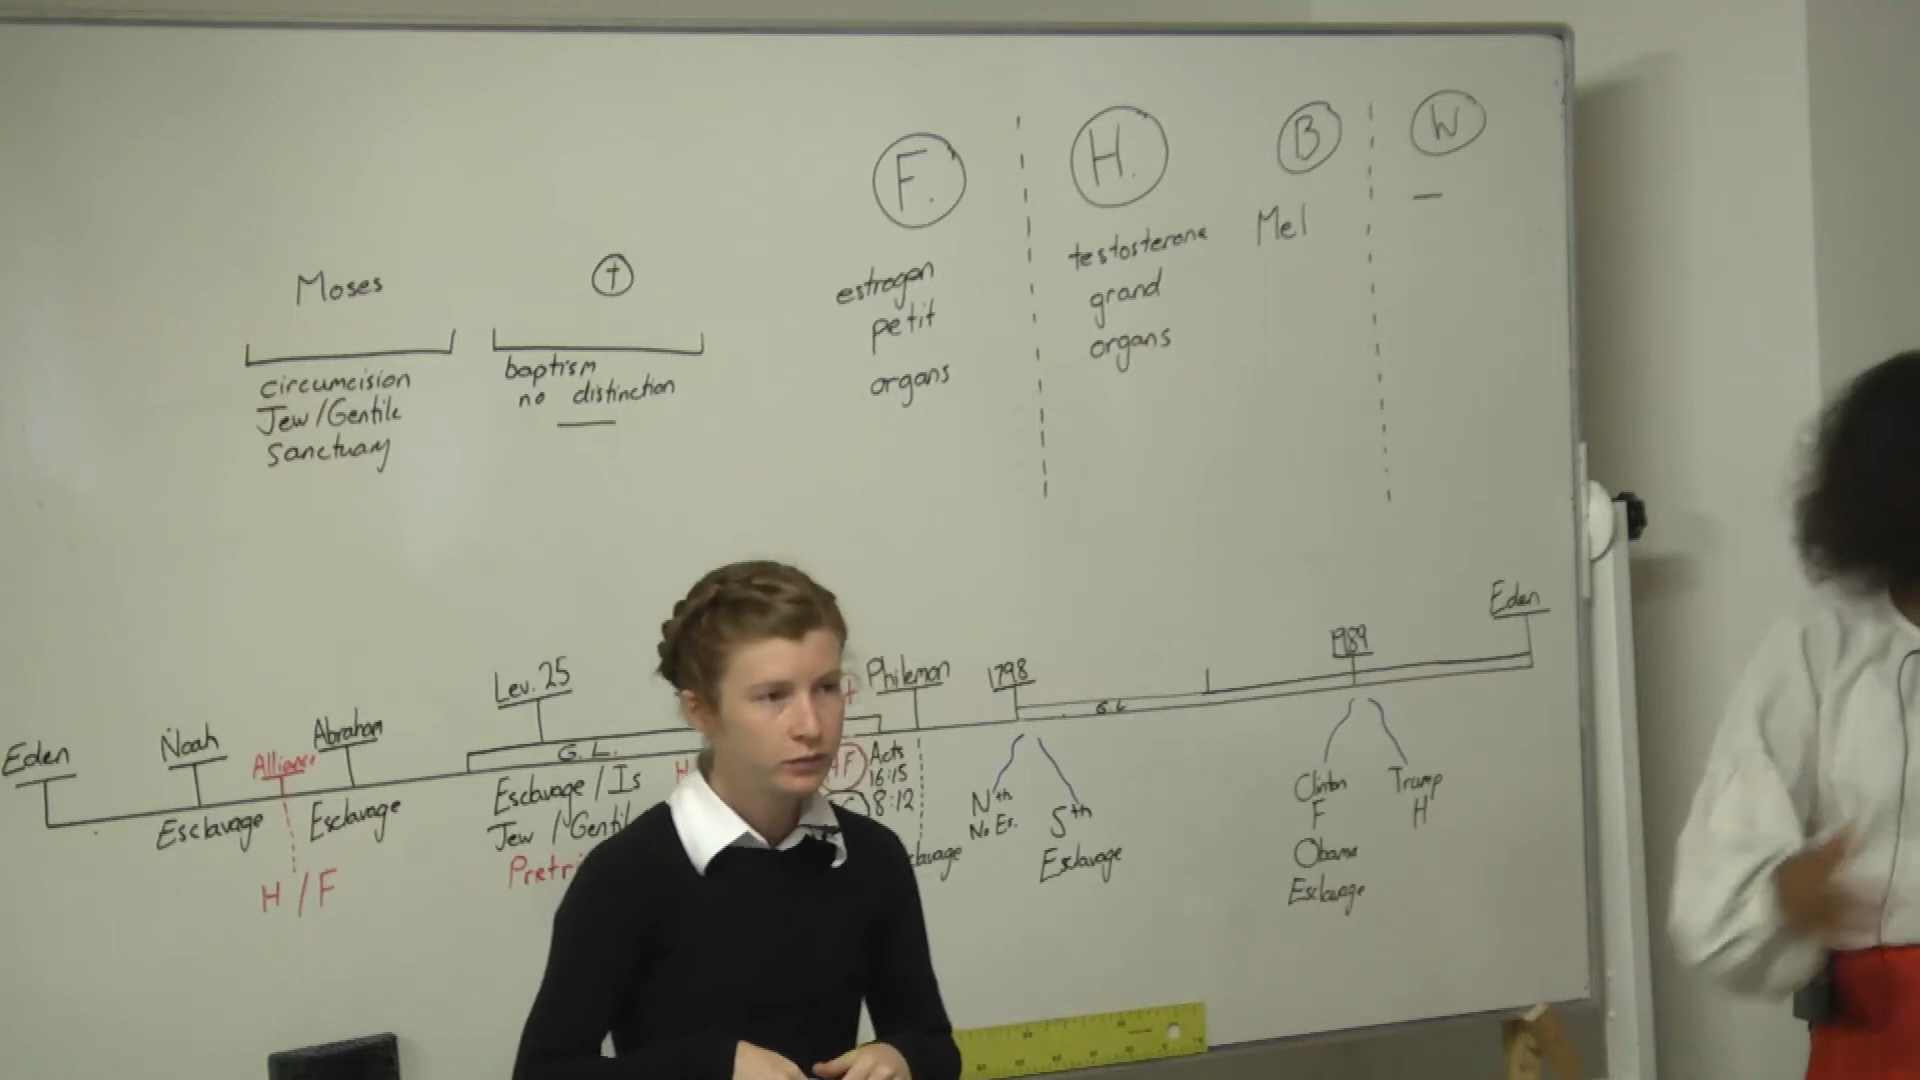 F.
H.
B
W
estrogen
petit
organs
testosterone
grand
organs
Mel
—
Moses
†
circumcision
Jew/Gentile
Sanctuary
baptism
no distinction
Eden
Noah
Alliance
Abraham
Lev. 25
Philemon
1798
1989
Eden
G.L.
G.L
Esclavage
Esclavage
H/F
Esclavage/Is
Jew/Gentil
H
Acts
16:15
8:12
Nth
No Es.
Sth
Esclavage
Clinton
F
Obama
Esclavage
Trump
H